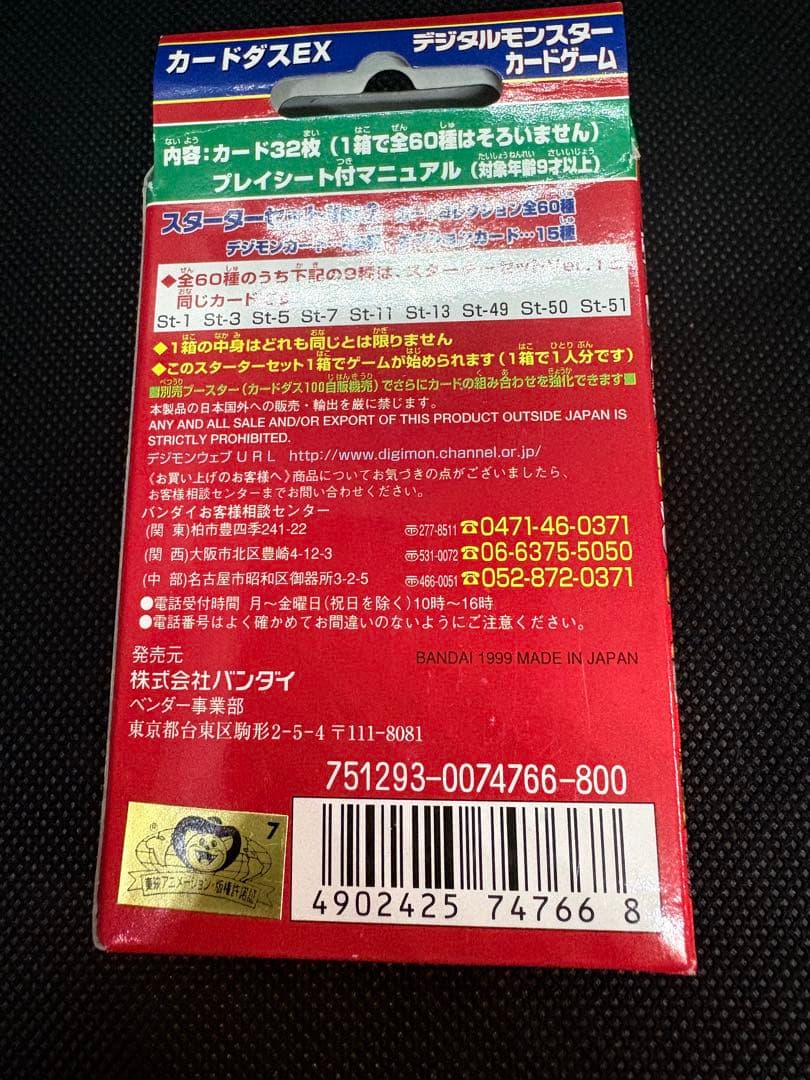 カードダスEX
デジタルモンスター
カードゲーム
内容:カード32枚(1箱で全60種はそろいません)
プレイシート付マニュアル(対象年齢9才以上)
スターターセット 全60種
デジモンカード カード…15種
◆全60種のうち下記の9種は、スターターセットVer.1と
同じカード
St-1 St-3 St-5 St-7 St-11 St-13 St-49 St-50 St-51
◆1箱の中身はどれも同じとは限りません
◆このスターターセット1箱でゲームが始められます(1箱で1人分です)
■別売ブースター(カードダス100自販機売)でさらにカードの組み合わせを強化できます■
本製品の日本国外への販売・輸出を厳に禁じます。
ANY AND ALL SALE AND/OR EXPORT OF THIS PRODUCT OUTSIDE JAPAN IS
STRICTLY PROHIBITED.
デジモンウェブURL http://www.digimon.channel.or.jp/
《お買い上げのお客様へ》商品についてお気づきの点がございましたら、
お客様相談センターまでお問い合わせください。
バンダイお客様相談センター
(関 東)柏市豊四季241-22 〠277-8511 ☎0471-46-0371
(関 西)大阪市北区豊崎4-12-3 〠531-0072 ☎06-6375-5050
(中 部)名古屋市昭和区御器所3-2-5 〠466-0051 ☎052-872-0371
●電話受付時間 月～金曜日(祝日を除く)10時～16時
●電話番号はよく確かめてお間違いのないようにご注意ください。
発売元
BANDAI 1999 MADE IN JAPAN
株式会社バンダイ
ベンダー事業部
東京都台東区駒形2-5-4 〒111-8081
751293-0074766-800
7
東映アニメーション・版権許諾証
4902425 747668